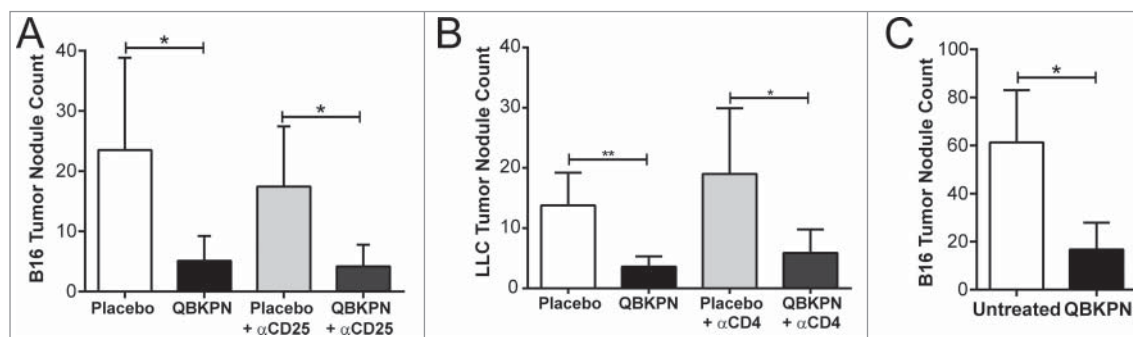 A
B16 Tumor Nodule Count
40
30
20
10
0
*
*
Placebo
QBKPN
Placebo
+ αCD25
QBKPN
+ αCD25
B
LLC Tumor Nodule Count
40
30
20
10
0
**
*
Placebo
QBKPN
Placebo
+ αCD4
QBKPN
+ αCD4
C
B16 Tumor Nodule Count
100
80
60
40
20
0
*
Untreated QBKPN